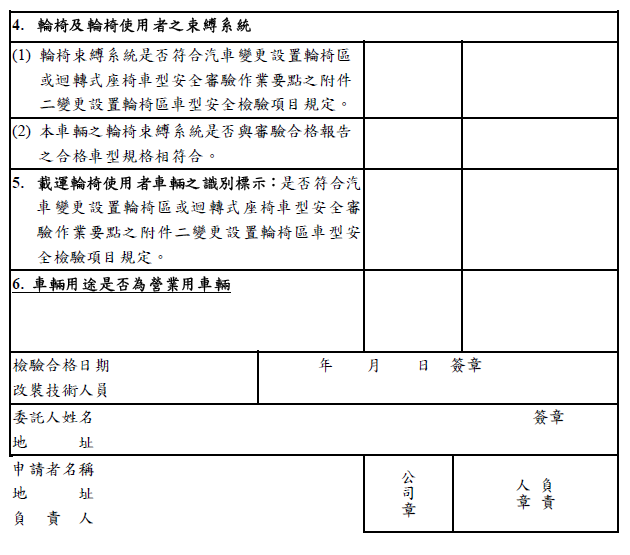 4. 輪椅及輪椅使用者之束縛系統
(1) 輪椅束縛系統是否符合汽車變更設置輪椅區
或迴轉式座椅車型安全審驗作業要點之附件
二變更設置輪椅區車型安全檢驗項目規定。
(2) 本車輛之輪椅束縛系統是否與審驗合格報告
之合格車型規格相符合。
5. 載運輪椅使用者車輛之識別標示：是否符合汽
車變更設置輪椅區或迴轉式座椅車型安全審
驗作業要點之附件二變更設置輪椅區車型安
全檢驗項目規定。
6. 車輛用途是否為營業用車輛
檢驗合格日期 年 月 日 簽章
改裝技術人員
委託人姓名 簽章
地 址
申請者名稱
地 址
負 責 人
公司章
負責人章